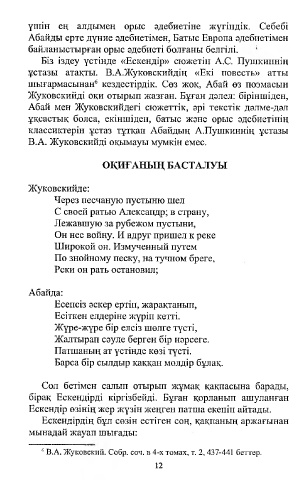 үшін ең алдымен орыс әдебиетіне жүгіндік. Себебі
Абайды ерте дүние әдебиетімен, Батыс Европа әдебиетімен
байланыстырған орыс әдебиеті болғаны белгілі.
Біз іздеу үстінде «Ескендір» сюжетін А.С. Пушкиннің
ұстазы атақты. В.А.Жуковскийдің «Екі повесть» атты
шығармасынан⁶ кездестірдік. Сөз жоқ, Абай өз поэмасын
Жуковскийді оқи отырып жазған. Бұған дәлел: біріншіден,
Абай мен Жуковскийдегі сюжеттік, әрі текстік дәлме-дәл
ұқсастық болса, екіншіден, батыс және орыс әдебиетінің
классиктерін ұстаз тұтқан Абайдың А.Пушкиннің ұстазы
В.А. Жуковскийді оқымауы мүмкін емес.
ОҚИҒАНЫҢ БАСТАЛУЫ
Жуковскийде:
Через песчаную пустыню шел
С своей ратью Александр; в страну,
Лежавшую за рубежом пустыни,
Он нес войну. И вдруг пришел к реке
Широкой он. Измученный путем
По знойному песку, на тучном бреге,
Реки он рать остановил;
Абайда:
Есепсіз әскер ертіп, жарақтанып,
Есіткен елдеріне жүріп кетті.
Жүре-жүре бір елсіз шөлге түсті,
Жалтырап сәуле берген бір нәрсеге.
Патшаның ат үстінде көзі түсті.
Барса бір сылдыр қаққан мөлдір бұлақ.
Сол бетімен салып отырып жұмақ қақпасына барады,
бірақ Ескендірді кіргізбейді. Бұған қорланып ашуланған
Ескендір өзінің жер жүзін жеңген патша екепіп айтады.
Ескендірдің бұл сөзін естіген соң, қақпаның аржағынан
мынадай жауап шығады:
⁶ В.А. Жуковский. Собр. соч. в 4-х томах, т. 2, 437-441 беттер.
12